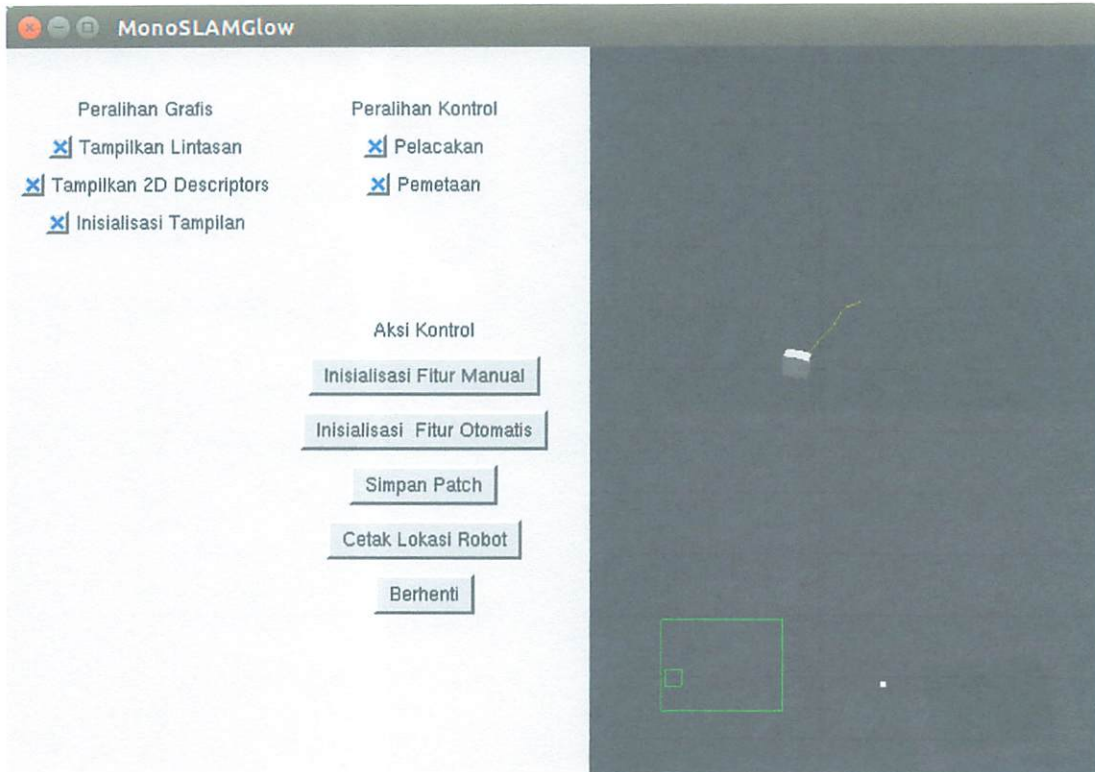 MonoSLAMGlow
Peralihan Grafis
Tampilkan Lintasan
Tampilkan 2D Descriptors
Inisialisasi Tampilan
Peralihan Kontrol
Pelacakan
Pemetaan
Aksi Kontrol
Inisialisasi Fitur Manual
Inisialisasi Fitur Otomatis
Simpan Patch
Cetak Lokasi Robot
Berhenti